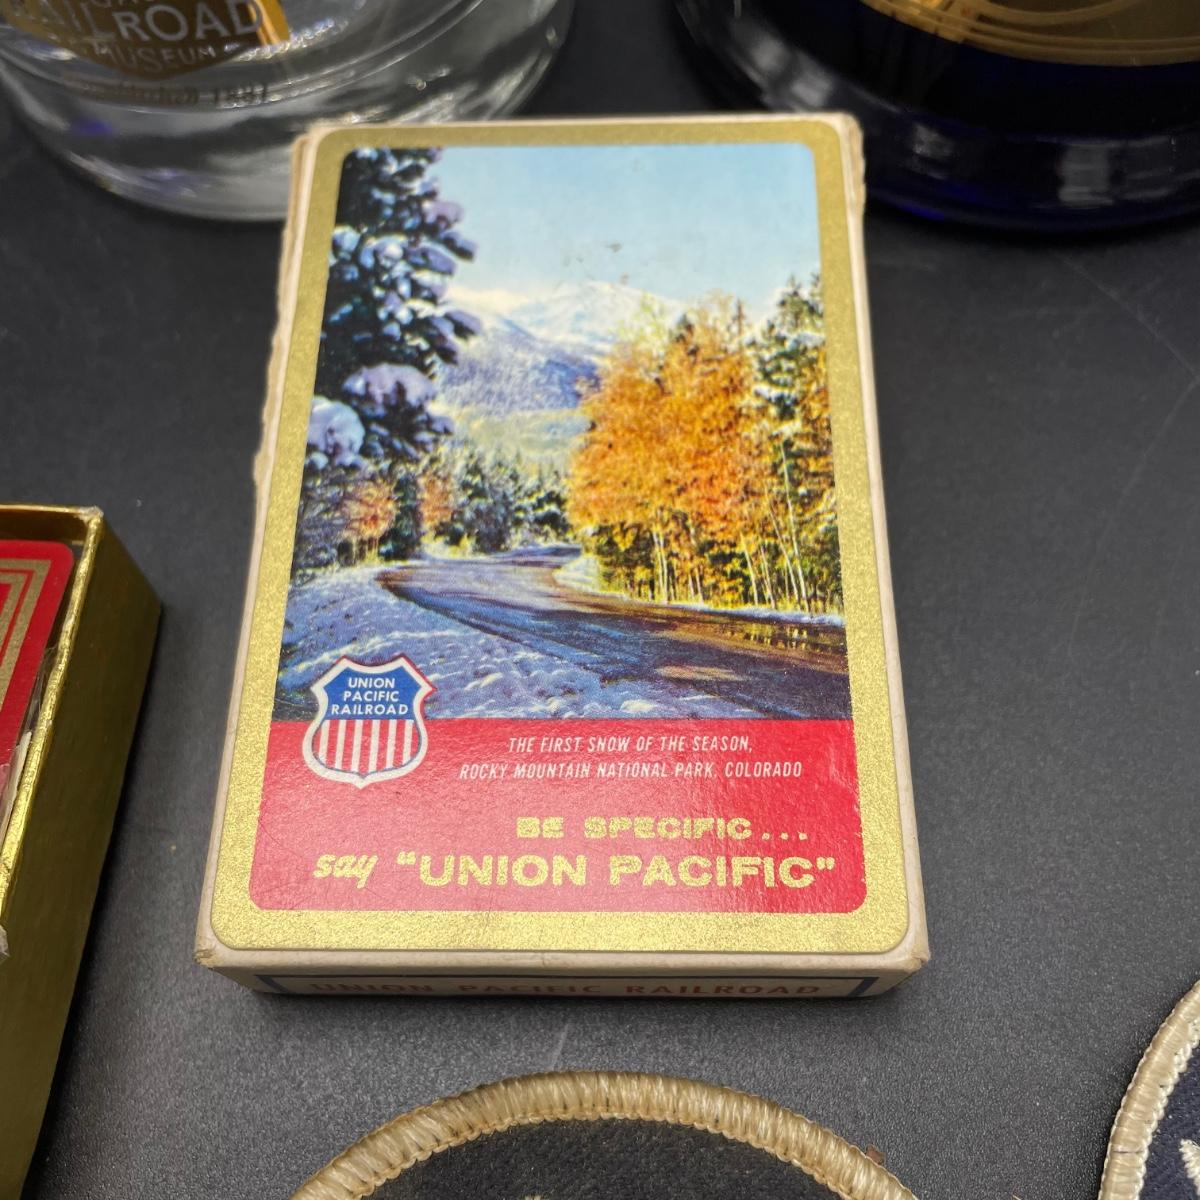 RAILROAD
MUSEUM
1887
UNION
PACIFIC
RAILROAD
THE FIRST SNOW OF THE SEASON,
ROCKY MOUNTAIN NATIONAL PARK, COLORADO
BE SPECIFIC...
say "UNION PACIFIC"
UNION PACIFIC RAILROAD